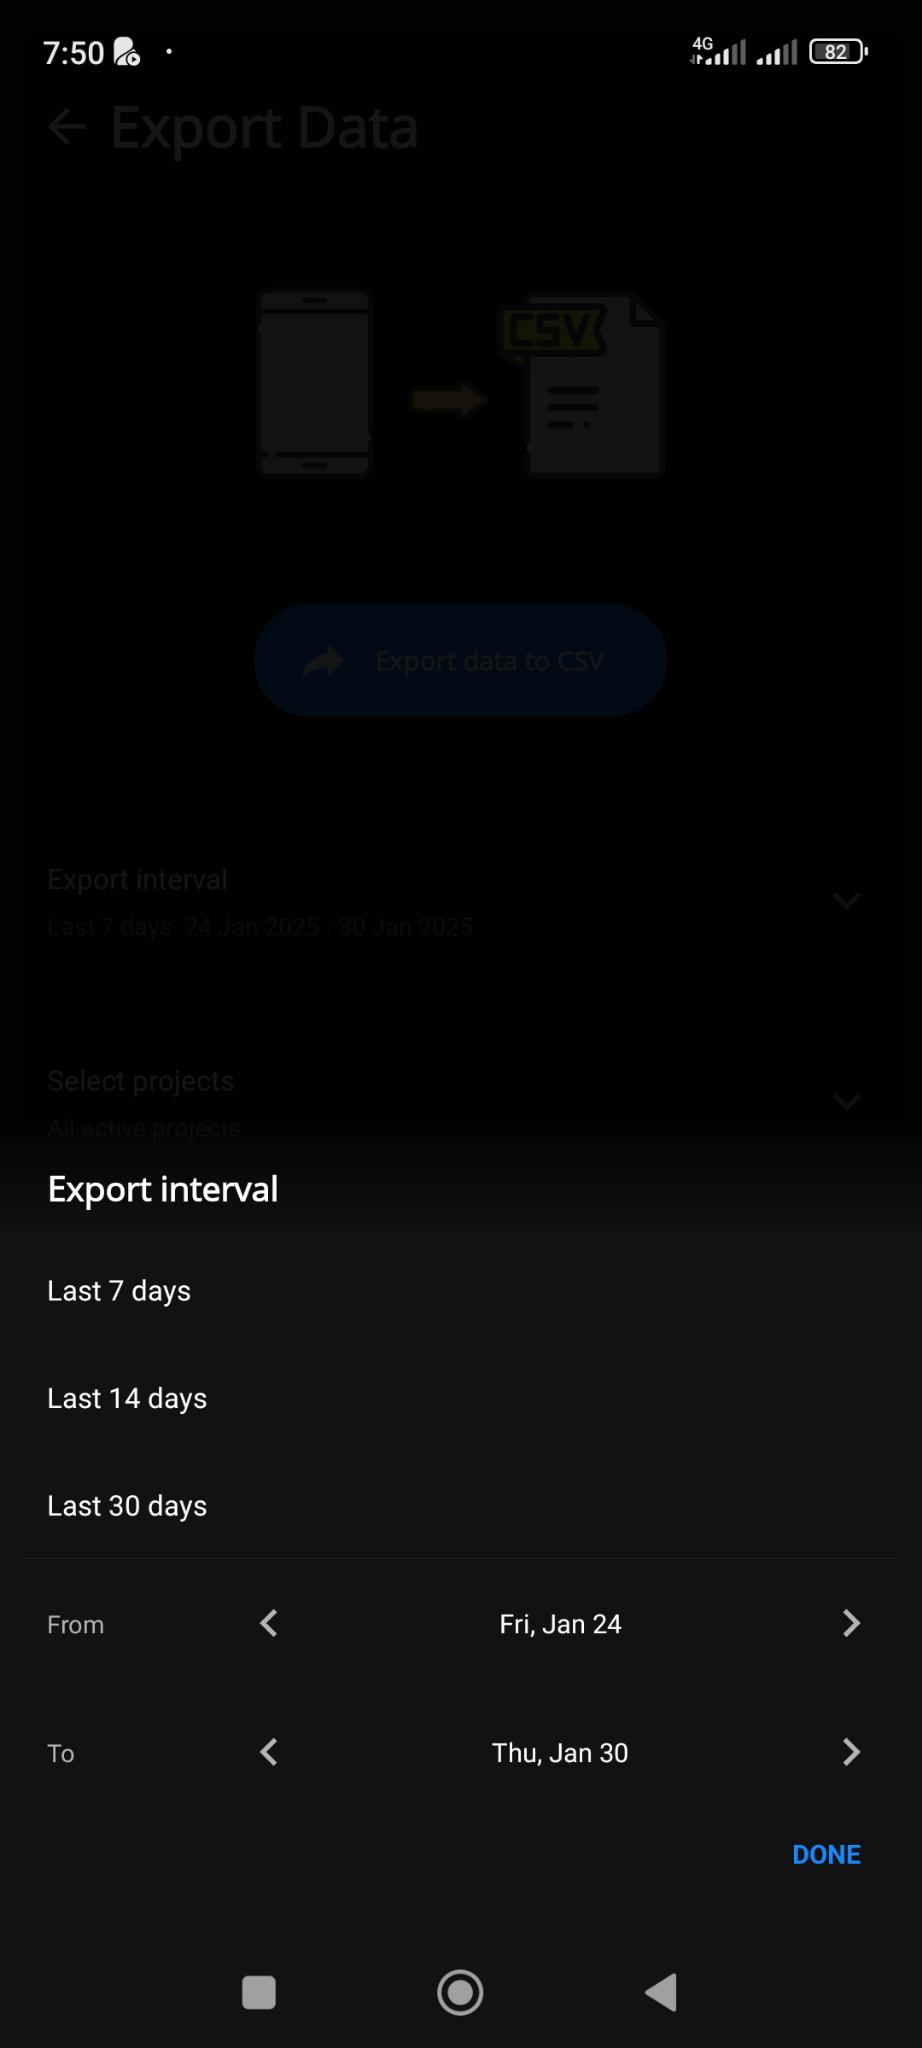 7:50
4G
82
Export Data
CSV
Export data to CSV
Export interval
Last 7 days 24 Jan 2025 - 30 Jan 2025
Select projects
All active projects
Export interval
Last 7 days
Last 14 days
Last 30 days
From Fri, Jan 24
To Thu, Jan 30
DONE